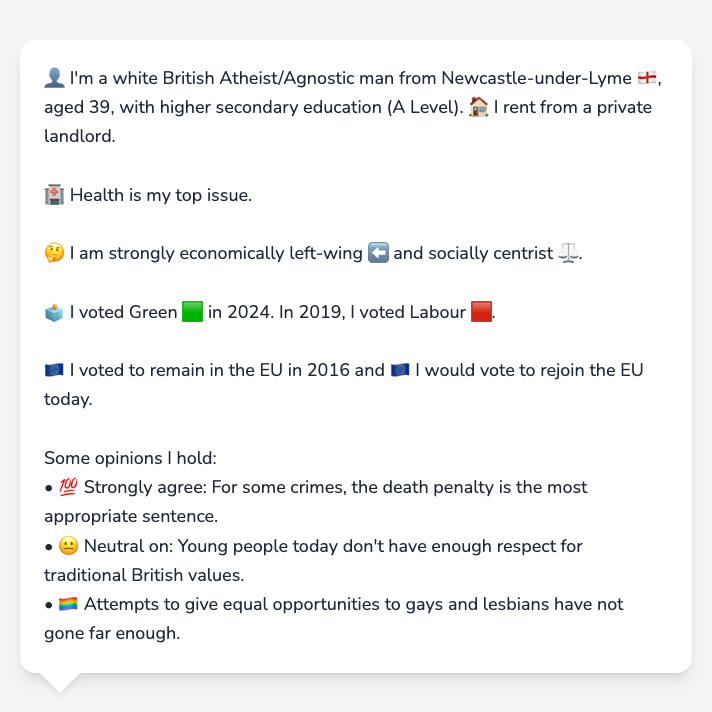 👤 I'm a white British Atheist/Agnostic man from Newcastle-under-Lyme 🏴󠁧󠁢󠁥󠁮󠁧󠁿,
aged 39, with higher secondary education (A Level). 🏠 I rent from a private
landlord.
🏥 Health is my top issue.
🤔 I am strongly economically left-wing ⬅️ and socially centrist ⚖️.
🗳️ I voted Green 🟩 in 2024. In 2019, I voted Labour 🟥.
🇪🇺 I voted to remain in the EU in 2016 and 🇪🇺 I would vote to rejoin the EU
today.
Some opinions I hold:
• 💯 Strongly agree: For some crimes, the death penalty is the most
appropriate sentence.
• 😐 Neutral on: Young people today don't have enough respect for
traditional British values.
• 🏳️‍🌈 Attempts to give equal opportunities to gays and lesbians have not
gone far enough.